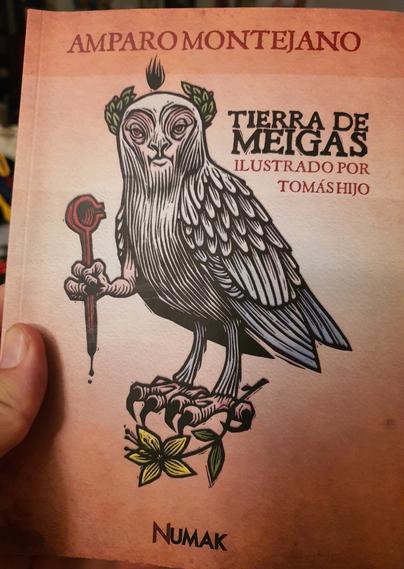 AMPARO MONTEJANO
TIERRA DE
MEIGAS
ILUSTRADO POR
TOMÁS HIJO
NUMAK